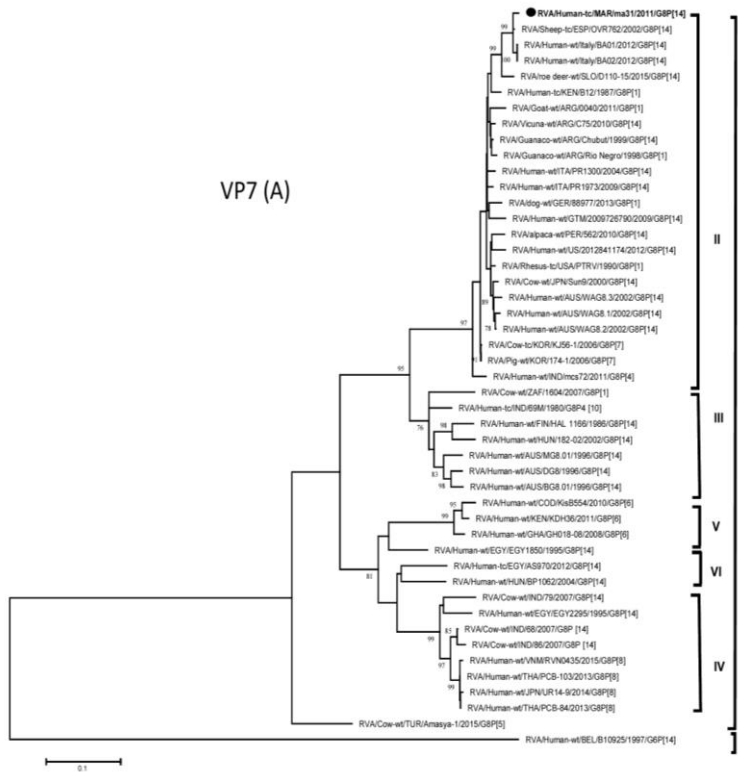 RVA/Human-tc/MAR/ma31/2011/G8P[14]
99
RVA/Sheep-tc/ESP/OVR762/2002/G8P[14]
99
RVA/Human-wt/Italy/BA01/2012/G8P[14]
RVA/Human-wt/Italy/BA02/2012/G8P[14]
RVA/roe deer-wt/SLO/D110-15/2015/G8P[14]
RVA/Human-tc/KEN/B12/1987/G8P[1]
RVA/Goat-wt/ARG/0040/2011/G8P[1]
RVA/Vicuna-wt/ARG/C75/2010/G8P[14]
RVA/Guanaco-wt/ARG/Chubut/1999/G8P[14]
RVA/Guanaco-wt/ARG/Rio Negro/1998/G8P[1]
RVA/Human-wt/ITA/PR1300/2004/G8P[14]
VP7 (A)
RVA/Human-wt/ITA/PR1973/2009/G8P[14]
RVA/dog-wt/GER/88977/2013/G8P[1]
RVA/Human-wt/GTM/2009726790/2009/G8P[14]
RVA/alpaca-wt/PER/562/2010/G8P[14]
II
RVA/Human-wt/US/2012841174/2012/G8P[14]
RVA/Rhesus-tc/USA/PTRV/1990/G8P[1]
RVA/Cow-wt/JPN/Sun9/2000/G8P[14]
RVA/Human-wt/AUS/WAG8.3/2002/G8P[14]
89
RVA/Human-wt/AUS/WAG8.1/2002/G8P[14]
97
78
RVA/Human-wt/AUS/WAG8.2/2002/G8P[14]
RVA/Cow-tc/KOR/KJ56-1/2006/G8P[7]
RVA/Pig-wt/KOR/174-1/2006/G8P[7]
95
RVA/Human-wt/IND/mcs72/2011/G8P[4]
RVA/Cow-wt/ZAF/1604/2007/G8P[1]
RVA/Human-tc/IND/69M/1980/G8P4 [10]
III
76
98
RVA/Human-wt/FIN/HAL 1166/1986/G8P[14]
RVA/Human-wt/HUN/182-02/2002/G8P[14]
RVA/Human-wt/AUS/MG8.01/1996/G8P[14]
83
RVA/Human-wt/AUS/DG8/1996/G8P[14]
98
RVA/Human-wt/AUS/BG8.01/1996/G8P[14]
95
RVA/Human-wt/COD/KisB554/2010/G8P[6]
99
RVA/Human-wt/KEN/KDH36/2011/G8P[6]
V
RVA/Human-wt/GHA/GH018-08/2008/G8P[6]
RVA/Human-wt/EGY/EGY1850/1995/G8P[14]
RVA/Human-tc/EGY/AS970/2012/G8P[14]
VI
81
RVA/Human-wt/HUN/BP1062/2004/G8P[14]
RVA/Cow-wt/IND/79/2007/G8P[14]
RVA/Human-wt/EGY/EGY2295/1995/G8P[14]
85
RVA/Cow-wt/IND/68/2007/G8P [14]
99
RVA/Cow-wt/IND/86/2007/G8P [14]
97
RVA/Human-wt/VNM/RVN0435/2015/G8P[8]
IV
RVA/Human-wt/THA/PCB-103/2013/G8P[8]
99
RVA/Human-wt/JPN/UR14-9/2014/G8P[8]
RVA/Human-wt/THA/PCB-84/2013/G8P[8]
RVA/Cow-wt/TUR/Amasya-1/2015/G8P[5]
RVA/Human-wt/BEL/B10925/1997/G6P[14]
0.1